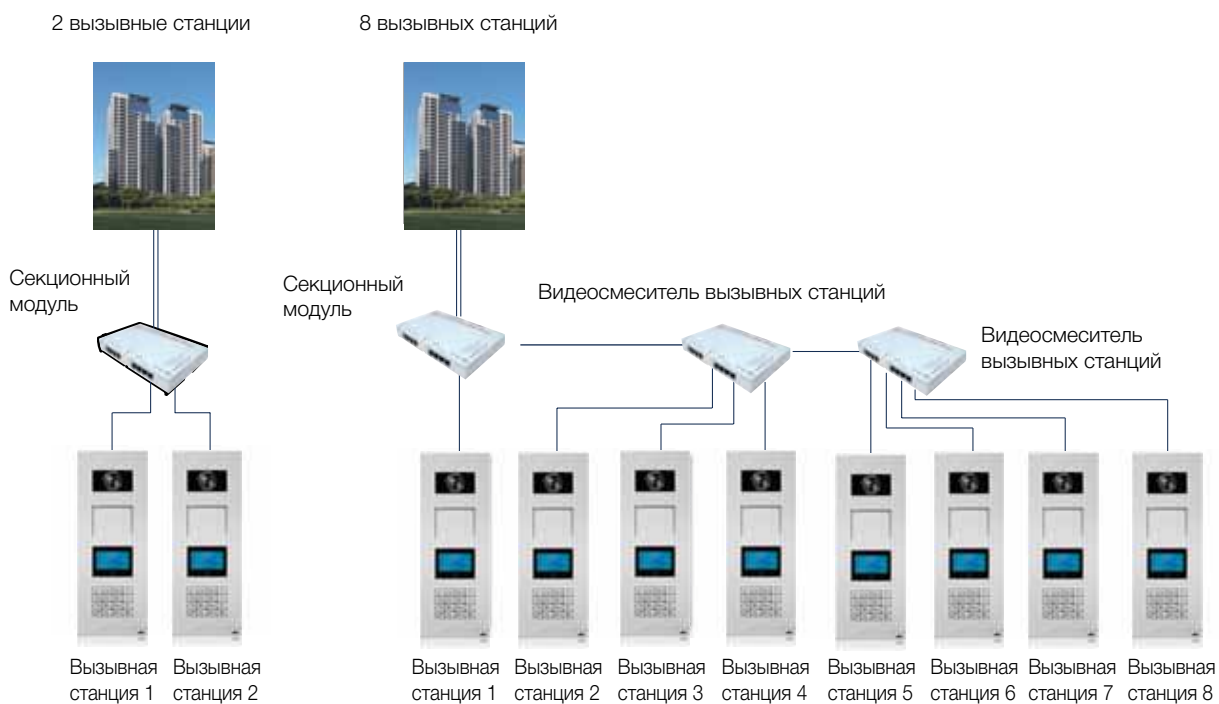 2 вызывные станции
8 вызывных станций
Секционный
модуль
Секционный
модуль
Видеосмеситель вызывных станций
Видеосмеситель
вызывных станций
Вызывная
станция 1
Вызывная
станция 2
Вызывная
станция 1
Вызывная
станция 2
Вызывная
станция 3
Вызывная
станция 4
Вызывная
станция 5
Вызывная
станция 6
Вызывная
станция 7
Вызывная
станция 8